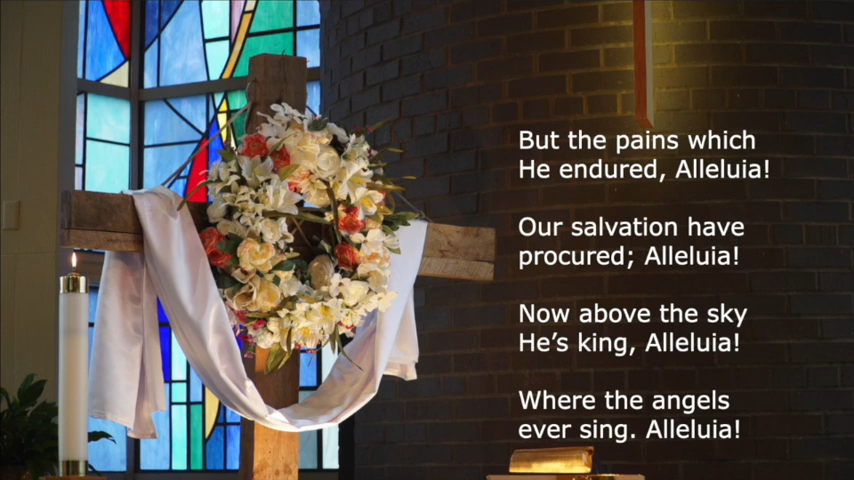 But the pains which
He endured, Alleluia!
Our salvation have
procured; Alleluia!
Now above the sky
He’s king, Alleluia!
Where the angels
ever sing. Alleluia!